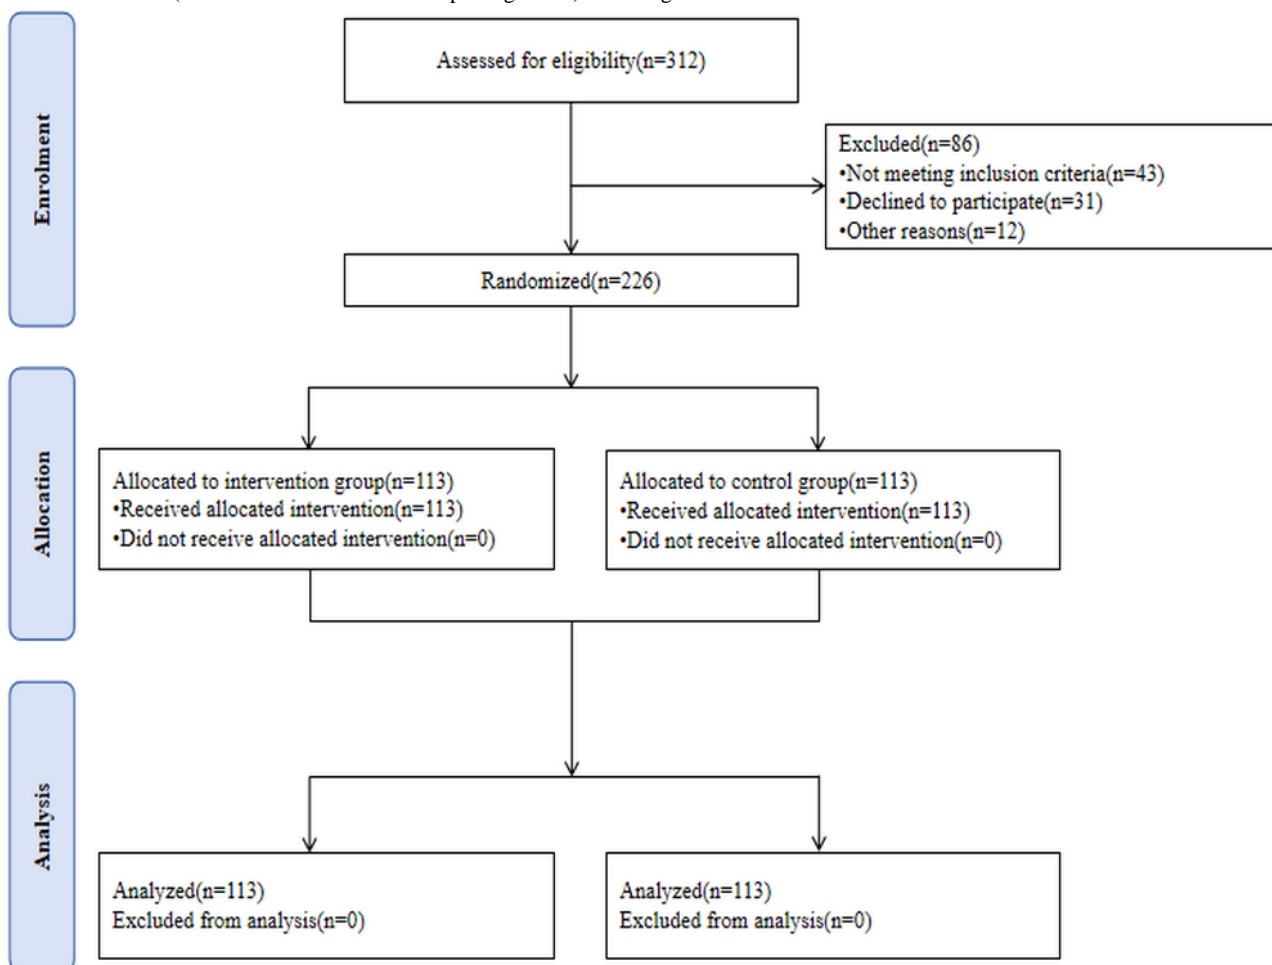 Enrolment
Assessed for eligibility(n=312)
Excluded(n=86)
•Not meeting inclusion criteria(n=43)
•Declined to participate(n=31)
•Other reasons(n=12)
Randomized(n=226)
Allocation
Allocated to intervention group(n=113)
•Received allocated intervention(n=113)
•Did not receive allocated intervention(n=0)
Allocated to control group(n=113)
•Received allocated intervention(n=113)
•Did not receive allocated intervention(n=0)
Analysis
Analyzed(n=113)
Excluded from analysis(n=0)
Analyzed(n=113)
Excluded from analysis(n=0)